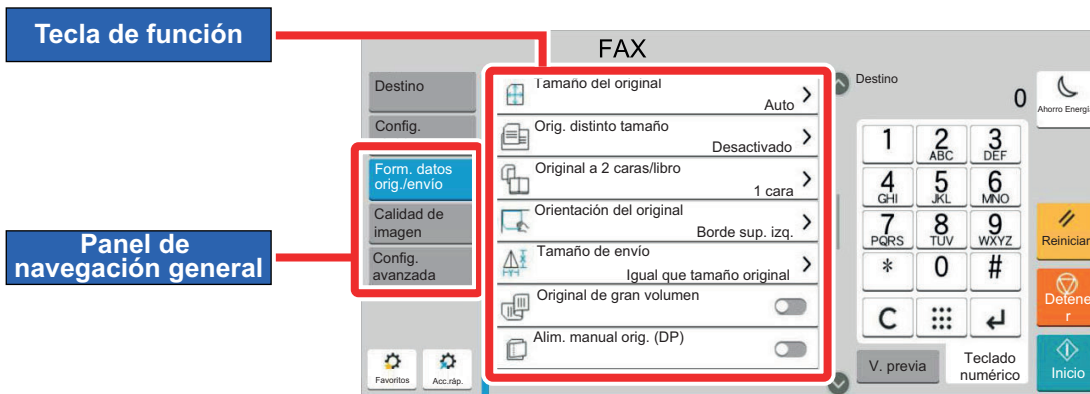 Tecla de función
FAX
Destino
Config.
Form. datos
orig./envío
Calidad de
imagen
Config.
avanzada
Panel de
navegación general
Favoritos
Acc.ráp.
Tamaño del original
Auto
Orig. distinto tamaño
Desactivado
Original a 2 caras/libro
1 cara
Orientación del original
Borde sup. izq.
Tamaño de envío
Igual que tamaño original
Original de gran volumen
Alim. manual orig. (DP)
Destino
0
1
2
ABC
3
DEF
4
GHI
5
JKL
6
MNO
7
PQRS
8
TUV
9
WXYZ
*
0
#
C
V. previa
Teclado
numérico
Ahorro Energía
Reiniciar
Detene
r
Inicio